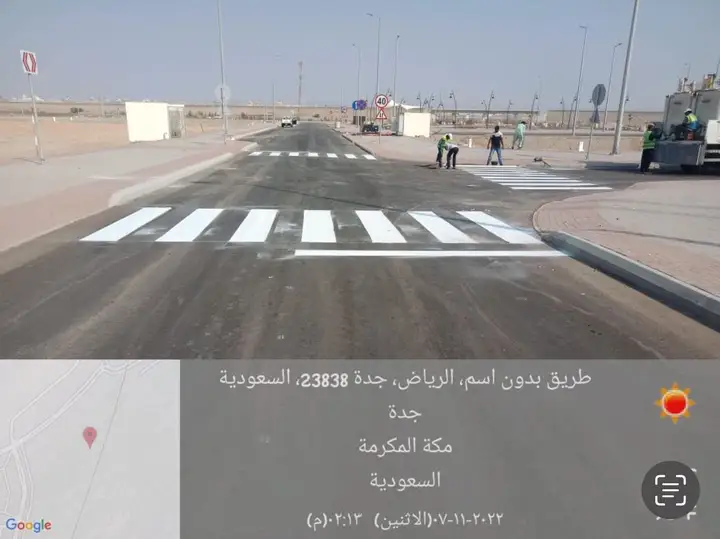 40
طريق بدون اسم، الرياض، جدة 23838، السعودية
جدة
مكة المكرمة
السعودية
٠٧-١١-٢٠٢٢(الاثنين) ٠٢:١٣(م)
Google